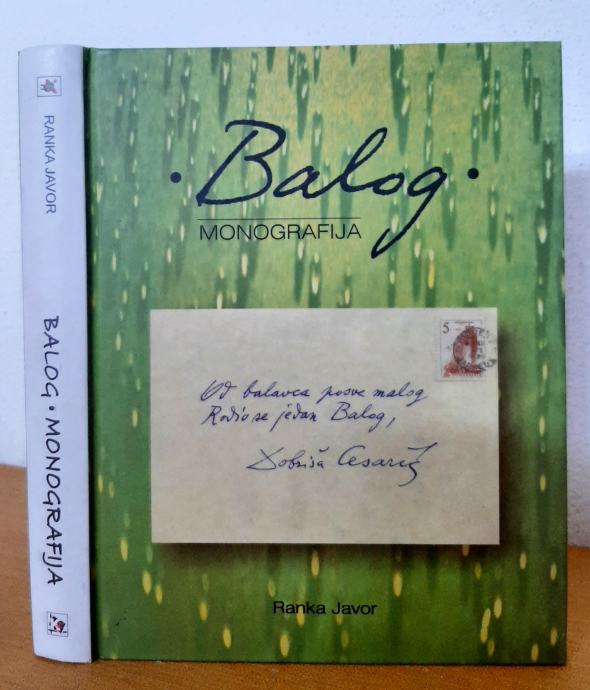 RANKA JAVOR
BALOG • MONOGRAFIJA
• Balog •
MONOGRAFIJA
5
Od balavca posve malog
Rodio se jedan Balog,
Dobriša Cesarić
Ranka Javor